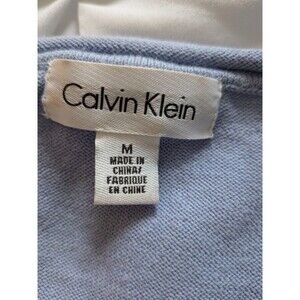 Calvin Klein
M
MADE IN
CHINA/
FABRIQUE
EN CHINE